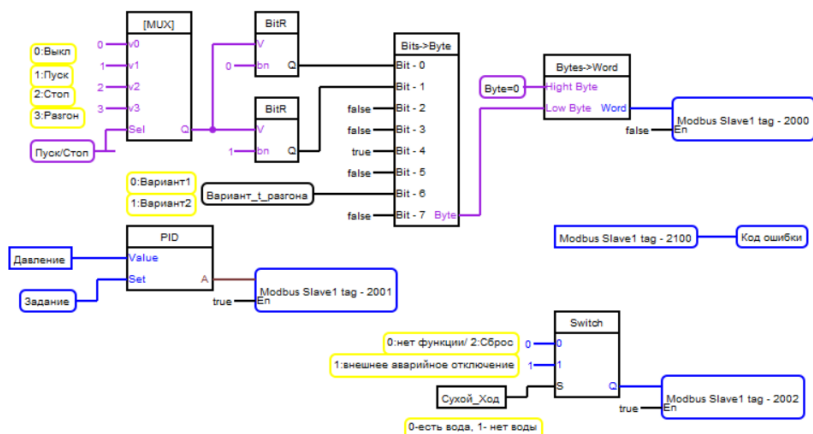 [MUX]
BitR
Bits->Byte
Bytes->Word
0:Выкл
1:Пуск
2:Стоп
3:Разгон
0 v0
1 v1
2 v2
3 v3
Sel Q
Пуск/Стоп
V
0 bn Q
BitR
V
1 bn Q
Bit - 0
Bit - 1
false Bit - 2
false Bit - 3
true Bit - 4
false Bit - 5
Bit - 6
false Bit - 7 Byte
0:Вариант1
1:Вариант2
Вариант_t_разгона
Byte=0
Hight Byte
Low Byte Word
Modbus Slave1 tag - 2000
false En
PID
Давление
Value
Задание
Set A
Modbus Slave1 tag - 2001
true En
Modbus Slave1 tag - 2100
Код ошибки
Switch
0:нет функции/ 2:Сброс
0 0
1:внешнее аварийное отключение
1 1
Сухой_Ход
S Q
Modbus Slave1 tag - 2002
true En
0-есть вода, 1- нет воды